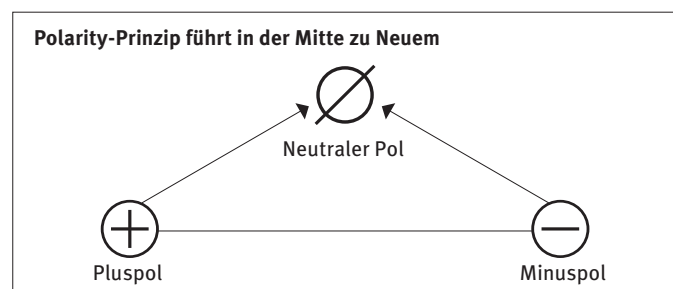 Polarity-Prinzip führt in der Mitte zu Neuem
Neutraler Pol
Pluspol
Minuspol